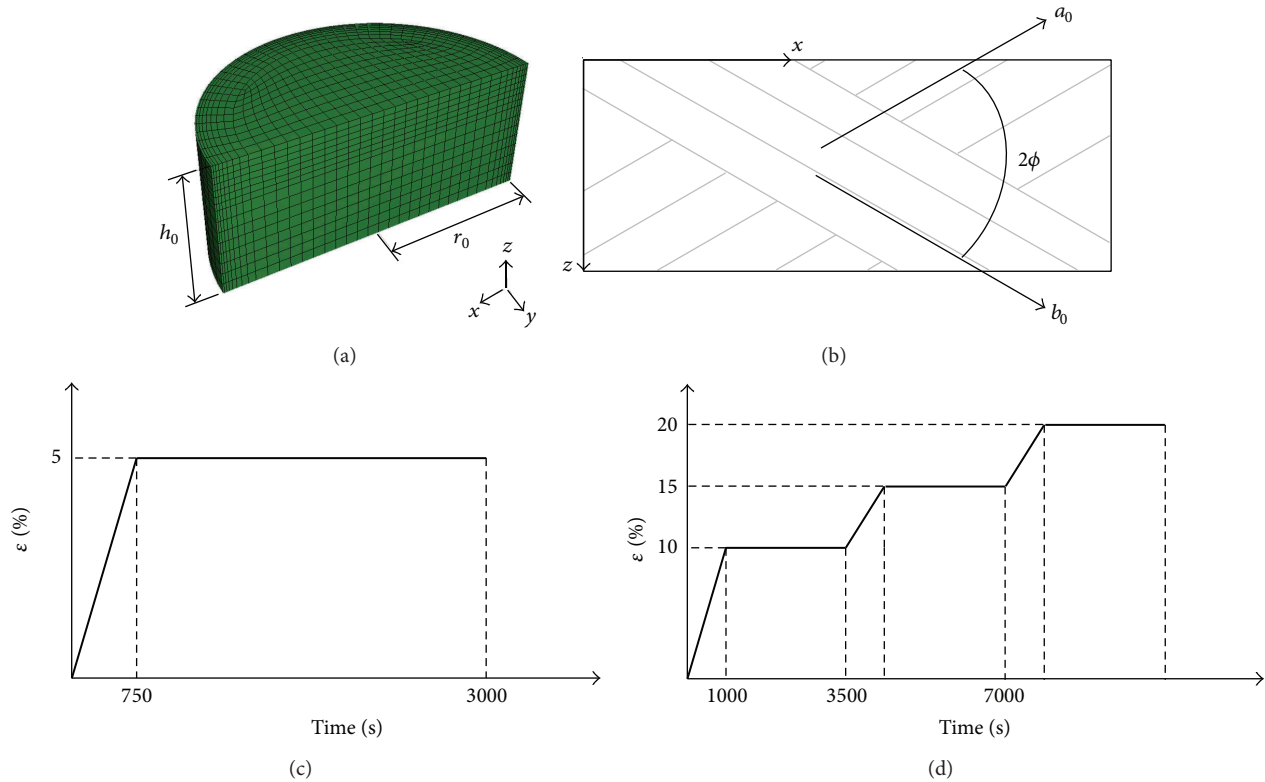 h₀
r₀
z
x
y
(a)
a₀
x
2ϕ
z
b₀
(b)
5
ε (%)
750
3000
Time (s)
(c)
20
15
10
ε (%)
1000
3500
7000
Time (s)
(d)